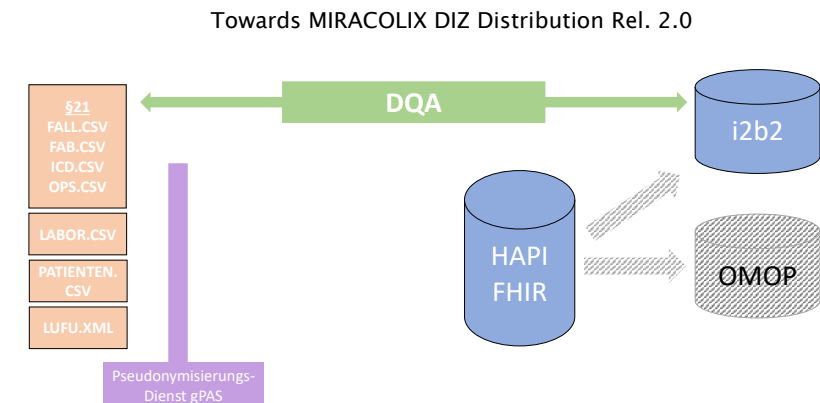 Towards MIRACOLIX DIZ Distribution Rel. 2.0
§21
FALL.CSV
FAB.CSV
ICD.CSV
OPS.CSV
LABOR.CSV
PATIENTEN.
CSV
LUFU.XML
DQA
i2b2
HAPI
FHIR
OMOP
Pseudonymisierungs-
Dienst gPAS